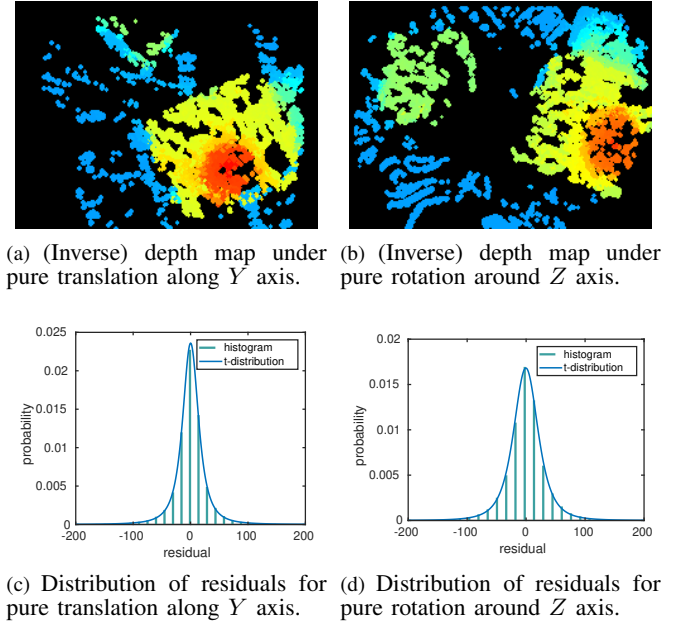 (a) (Inverse) depth map under
pure translation along Y axis.
(b) (Inverse) depth map under
pure rotation around Z axis.
0.025
0.02
0.015
0.01
0.005
0
-200
-100
0
100
200
probability
residual
histogram
t-distribution
0.02
0.015
0.01
0.005
0
-200
-100
0
100
200
probability
residual
histogram
t-distribution
(c) Distribution of residuals for
pure translation along Y axis.
(d) Distribution of residuals for
pure rotation around Z axis.